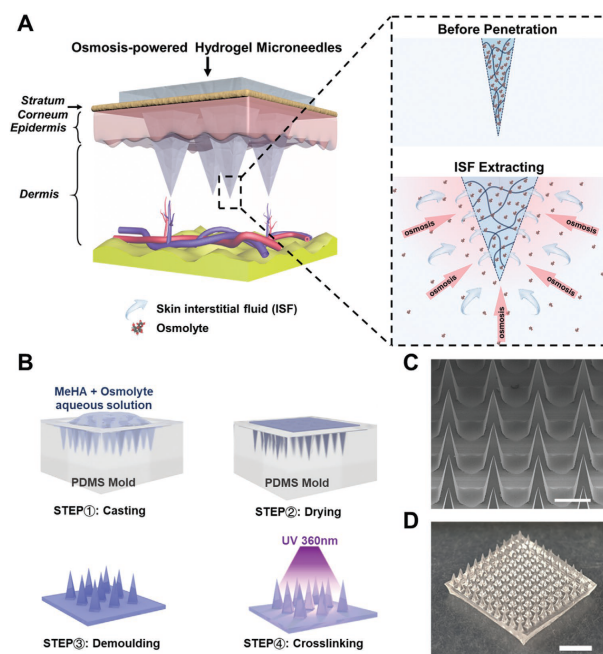 A
Osmosis-powered Hydrogel Microneedles
Stratum
Corneum
Epidermis
Dermis
Skin interstitial fluid (ISF)
Osmolyte
Before Penetration
ISF Extracting
osmosis
osmosis
osmosis
osmosis
osmosis
B
MeHA + Osmolyte
aqueous solution
PDMS Mold
STEP①: Casting
PDMS Mold
STEP②: Drying
STEP③: Demoulding
UV 360nm
STEP④: Crosslinking
C
D